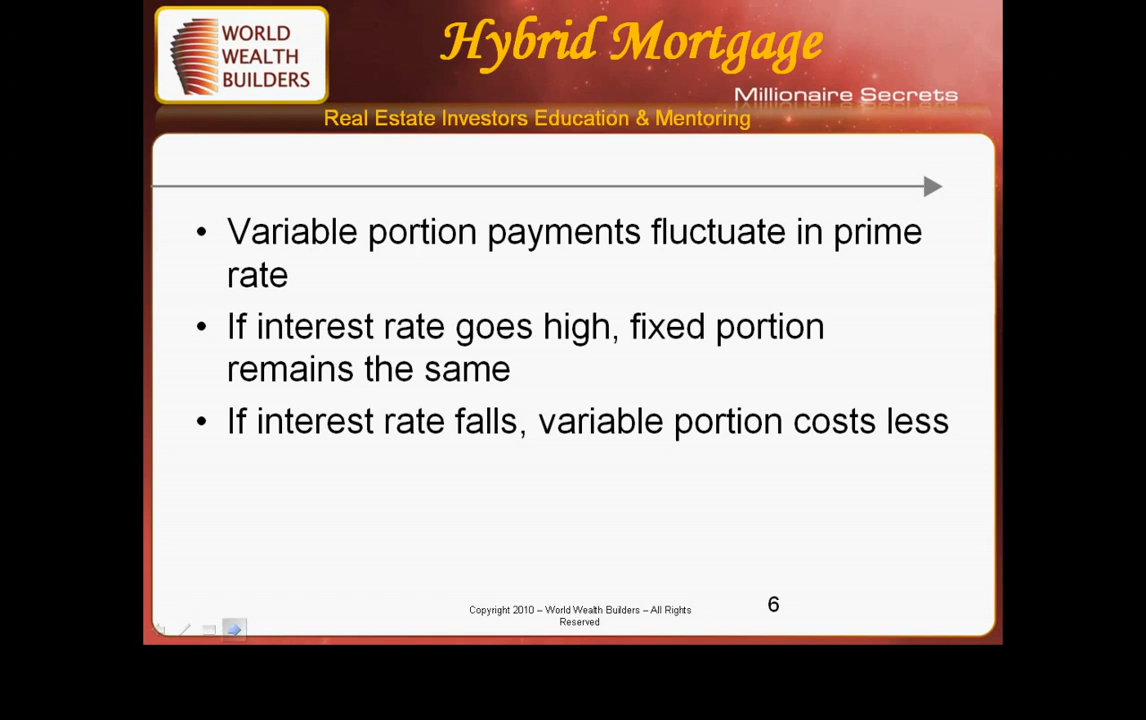 WORLD
WEALTH
BUILDERS
Hybrid Mortgage
Millionaire Secrets
Real Estate Investors Education & Mentoring
• Variable portion payments fluctuate in prime
rate
• If interest rate goes high, fixed portion
remains the same
• If interest rate falls, variable portion costs less
Copyright 2010 – World Wealth Builders – All Rights
Reserved
6